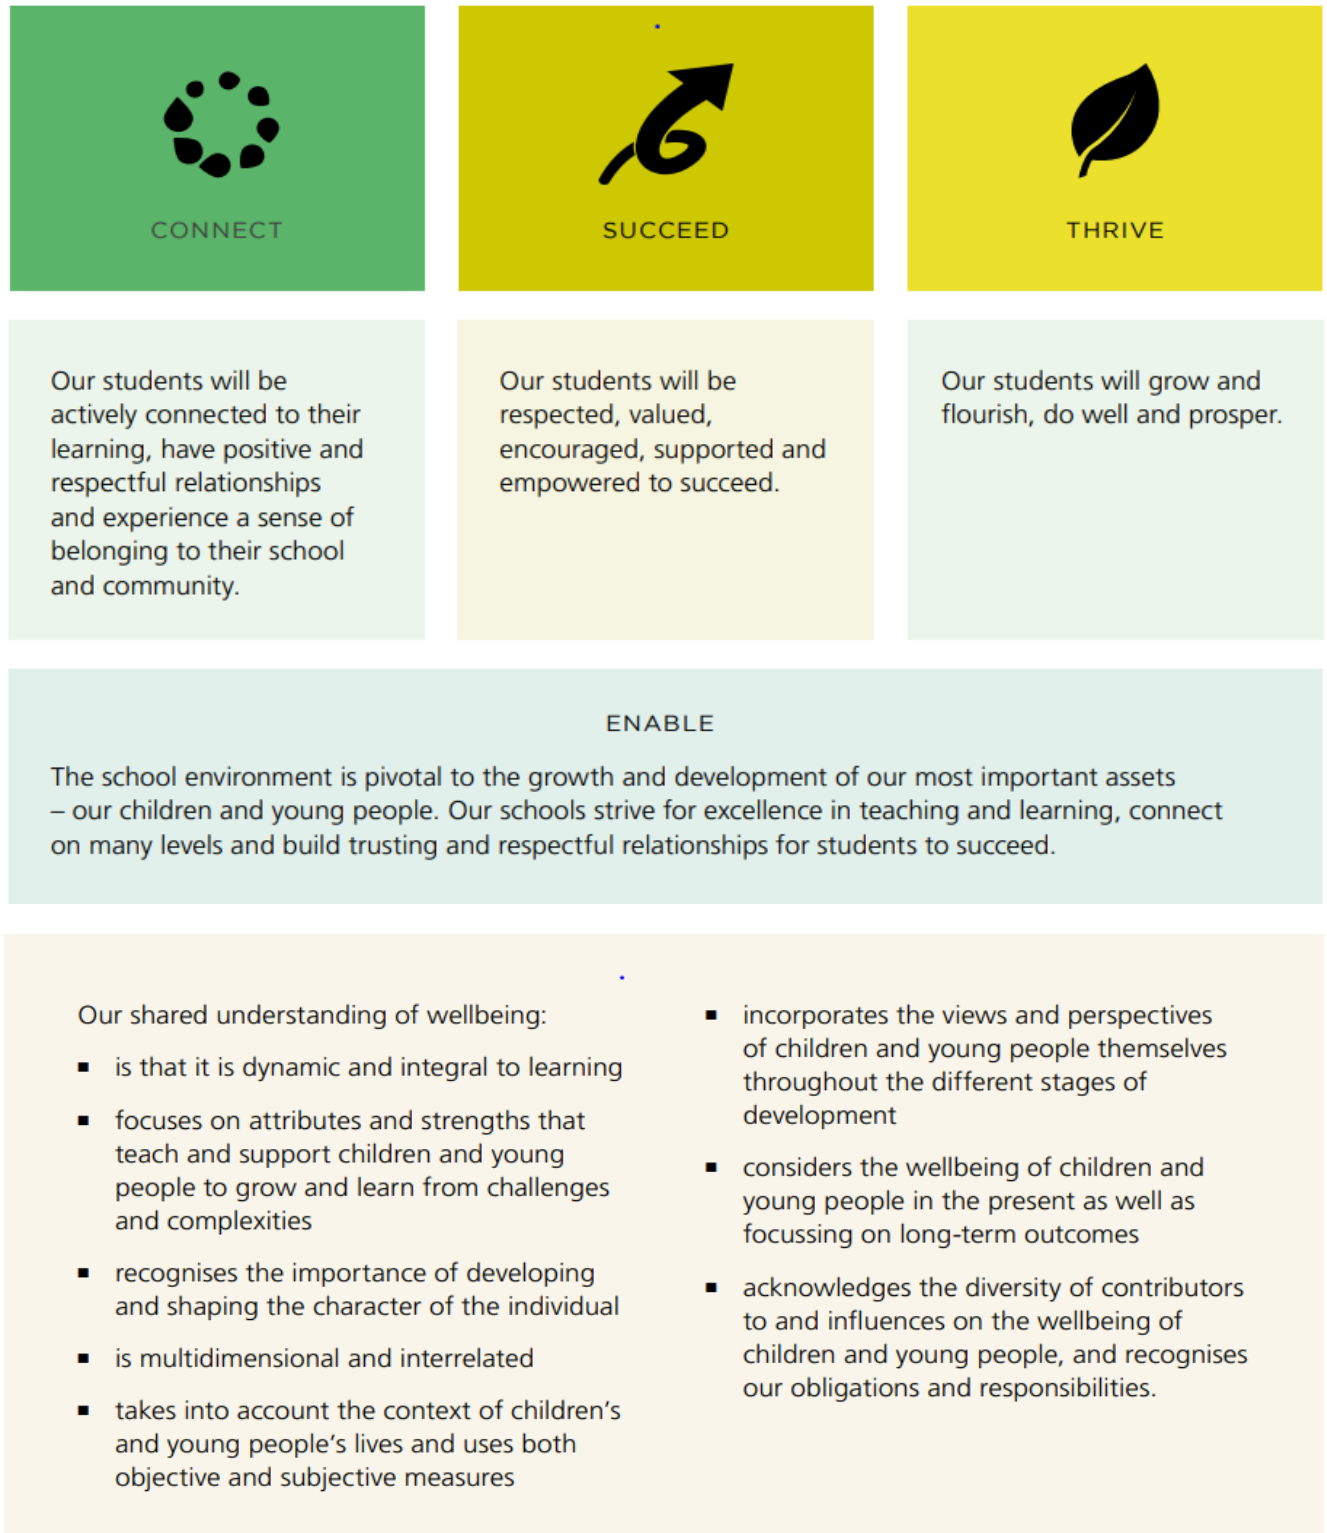 CONNECT
SUCCEED
THRIVE
Our students will be
actively connected to their
learning, have positive and
respectful relationships
and experience a sense of
belonging to their school
and community.
Our students will be
respected, valued,
encouraged, supported and
empowered to succeed.
Our students will grow and
flourish, do well and prosper.
ENABLE
The school environment is pivotal to the growth and development of our most important assets
– our children and young people. Our schools strive for excellence in teaching and learning, connect
on many levels and build trusting and respectful relationships for students to succeed.
Our shared understanding of wellbeing:
▪ is that it is dynamic and integral to learning
▪ focuses on attributes and strengths that
teach and support children and young
people to grow and learn from challenges
and complexities
▪ recognises the importance of developing
and shaping the character of the individual
▪ is multidimensional and interrelated
▪ takes into account the context of children's
and young people's lives and uses both
objective and subjective measures
▪ incorporates the views and perspectives
of children and young people themselves
throughout the different stages of
development
▪ considers the wellbeing of children and
young people in the present as well as
focussing on long-term outcomes
▪ acknowledges the diversity of contributors
to and influences on the wellbeing of
children and young people, and recognises
our obligations and responsibilities.